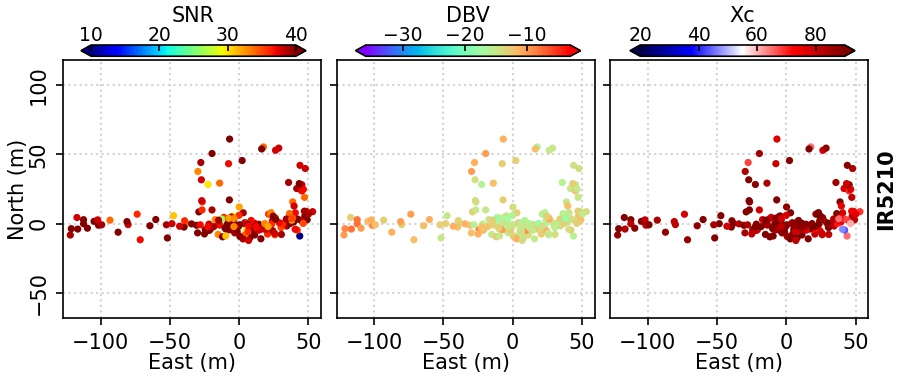 SNR DBV Xc
10 20 30 40 −30 −20 −10 20 40 60 80
100
50
0
−50
North (m)
IR5210
−100 −50 0 50 −100 −50 0 50 −100 −50 0 50
East (m) East (m) East (m)